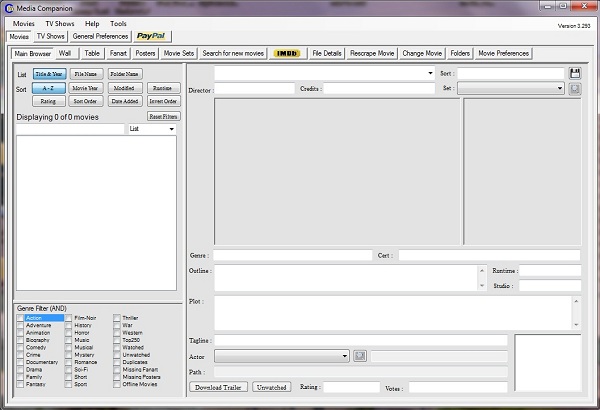 Media Companion
Movies TV Shows Help Tools
Version 3.293
Movies TV Shows General Preferences PayPal
Main Browser Wall Table Fanart Posters Movie Sets Search for new movies IMDb File Details Rescrape Movie Change Movie Folders Movie Preferences
List Title & Year File Name Folder Name
Sort A - Z Movie Year Modified Runtime
Rating Sort Order Date Added Invert Order
Displaying 0 of 0 movies Reset Filters
List
Sort :
Director: Credits: Set :
Genre : Cert :
Outline: Runtime:
Studio:
Plot :
Tagline:
Actor
Path :
Download Trailer Unwatched Rating : Votes :
Genre Filter (AND)
Action Film-Noir Thriller
Adventure History War
Animation Horror Western
Biography Music Top250
Comedy Musical Watched
Crime Mystery Unwatched
Documentary Romance Duplicates
Drama Sci-Fi Missing Fanart
Family Short Missing Posters
Fantasy Sport Offline Movies